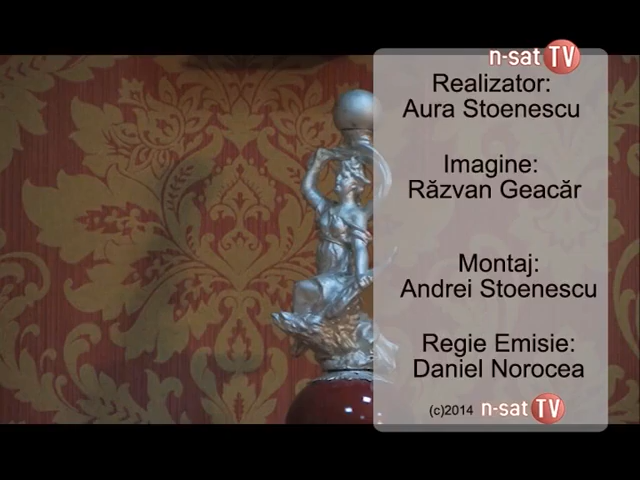 n-sat TV
Realizator:
Aura Stoenescu
Imagine:
Răzvan Geacăr
Montaj:
Andrei Stoenescu
Regie Emisie:
Daniel Norocea
(c)2014 n-sat TV